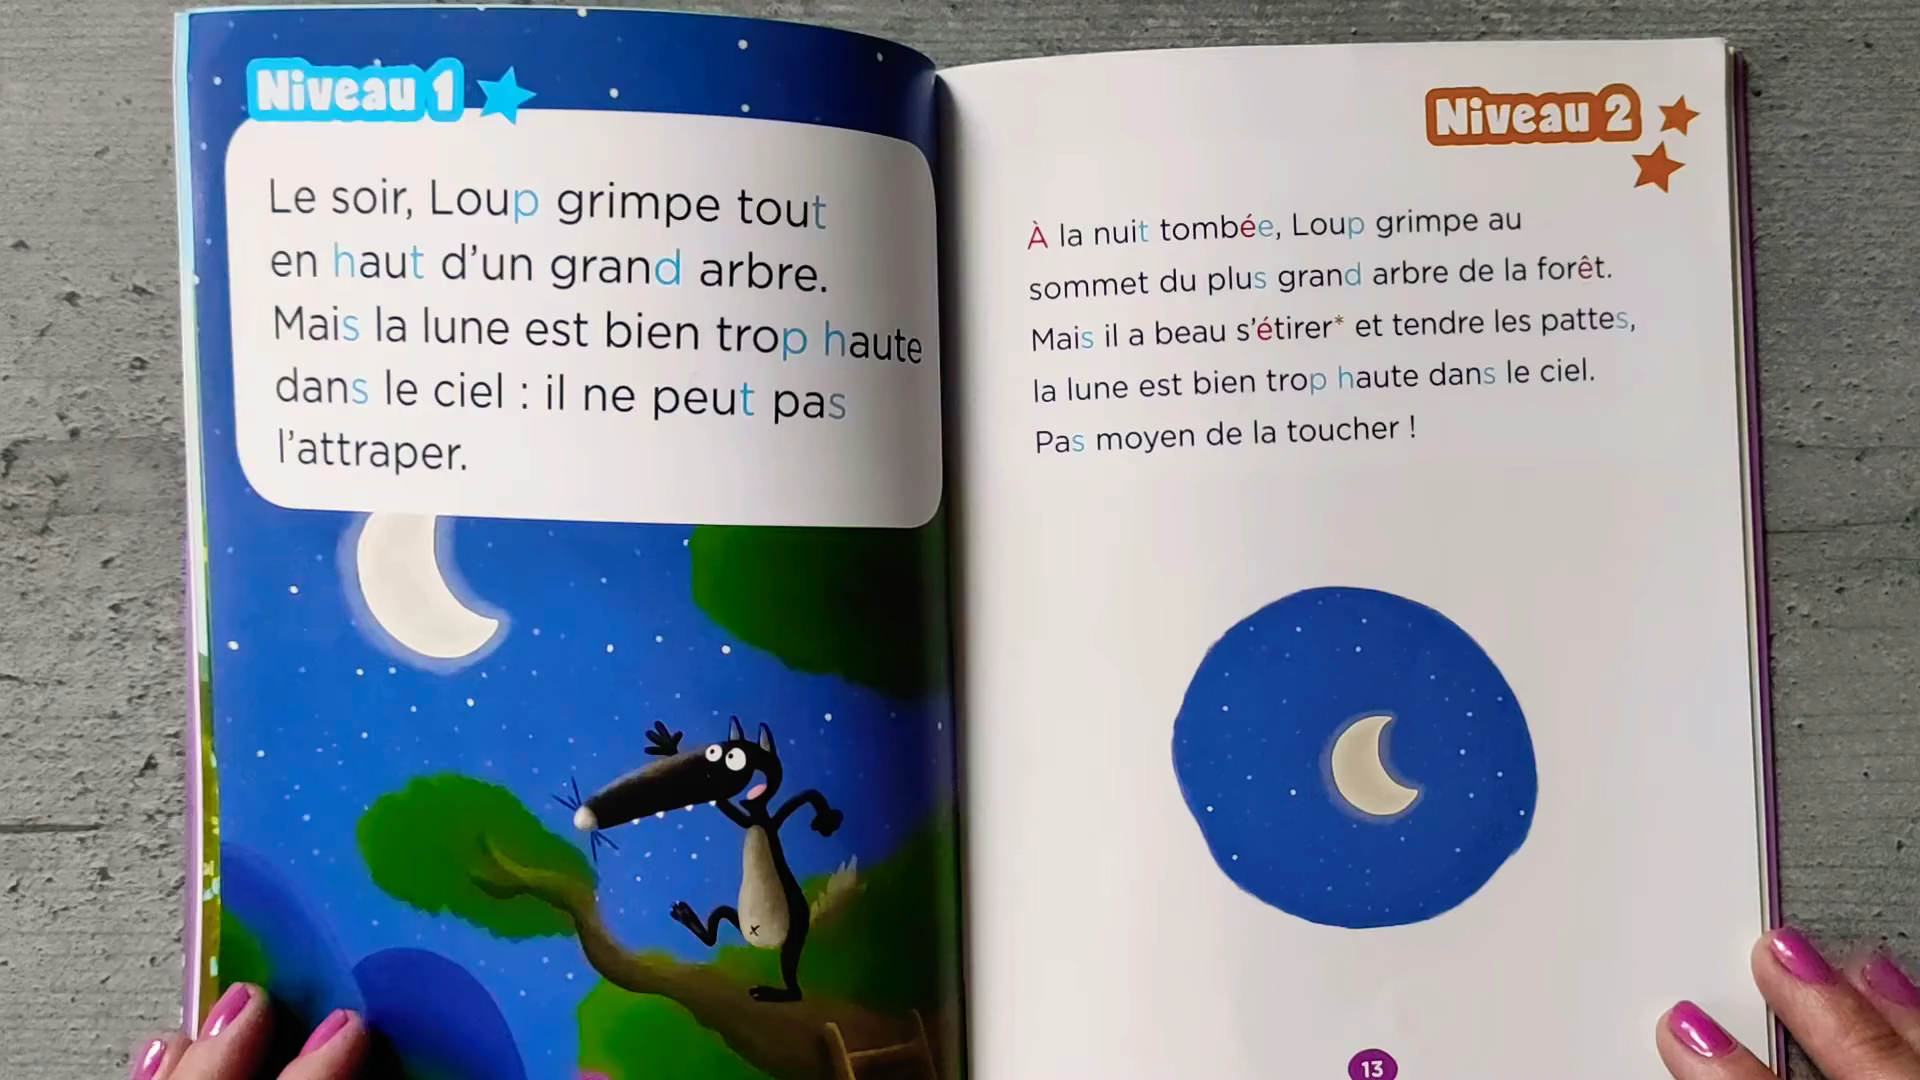 Niveau 1
Le soir, Loup grimpe tout
en haut d'un grand arbre.
Mais la lune est bien trop haute
dans le ciel : il ne peut pas
l'attraper.
Niveau 2
À la nuit tombée, Loup grimpe au
sommet du plus grand arbre de la forêt.
Mais il a beau s'étirer* et tendre les pattes,
la lune est bien trop haute dans le ciel.
Pas moyen de la toucher !
13